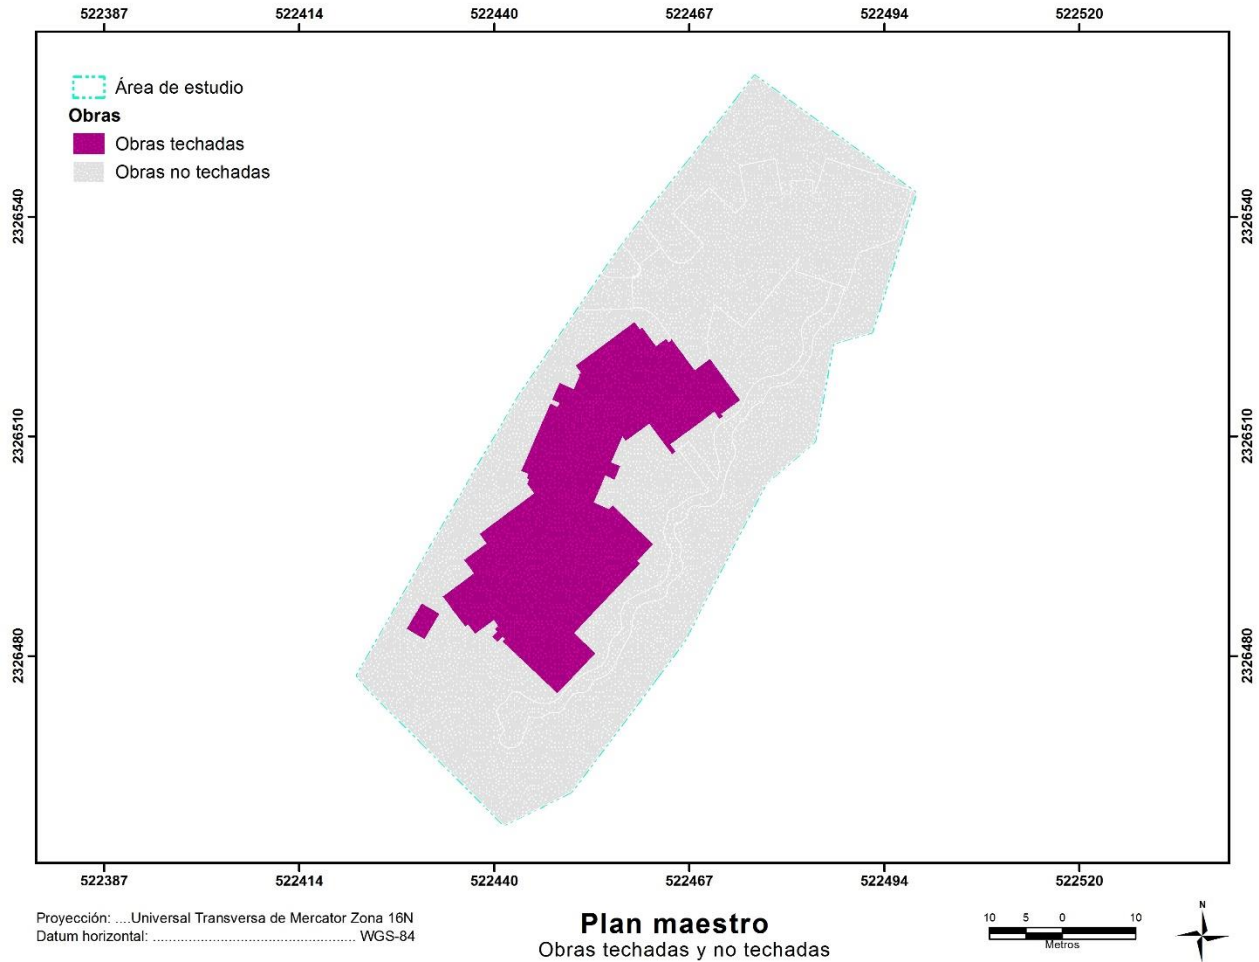 522387 522414 522440 522467 522494 522520
Área de estudio
Obras
Obras techadas
Obras no techadas
2326540 2326540
2326510 2326510
2326480 2326480
522387 522414 522440 522467 522494 522520
Proyección: ....Universal Transversa de Mercator Zona 16N
Datum horizontal: .................................................. WGS-84
Plan maestro
Obras techadas y no techadas
10 5 0 10
Metros
N